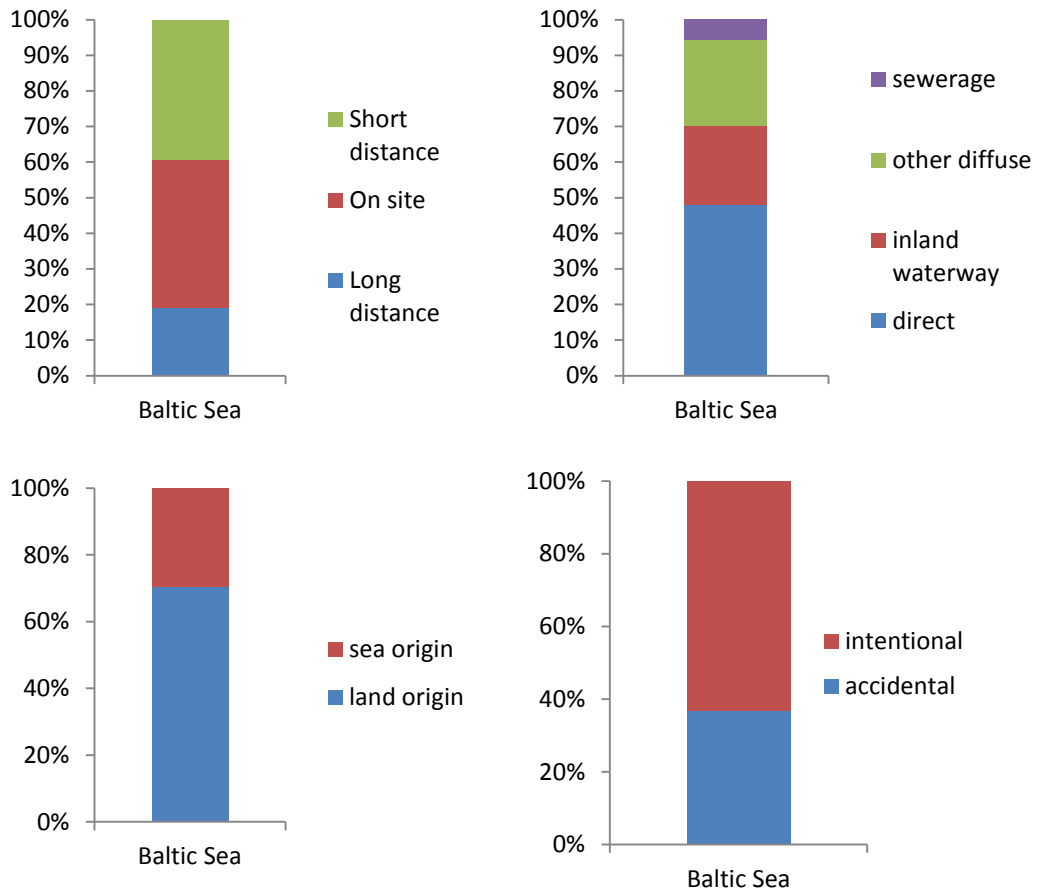 100%
90%
80%
70%
60%
50%
40%
30%
20%
10%
0%
Short
distance
On site
Long
distance
Baltic Sea
100%
90%
80%
70%
60%
50%
40%
30%
20%
10%
0%
sewerage
other diffuse
inland
waterway
direct
Baltic Sea
100%
80%
60%
40%
20%
0%
sea origin
land origin
Baltic Sea
100%
80%
60%
40%
20%
0%
intentional
accidental
Baltic Sea